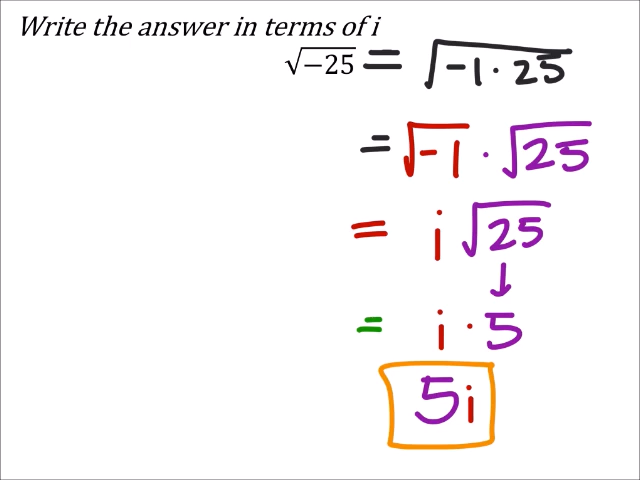 Write the answer in terms of i
√−25 = √−1 · 25
= √−1 · √25
= i √25
↓
= i · 5
5i